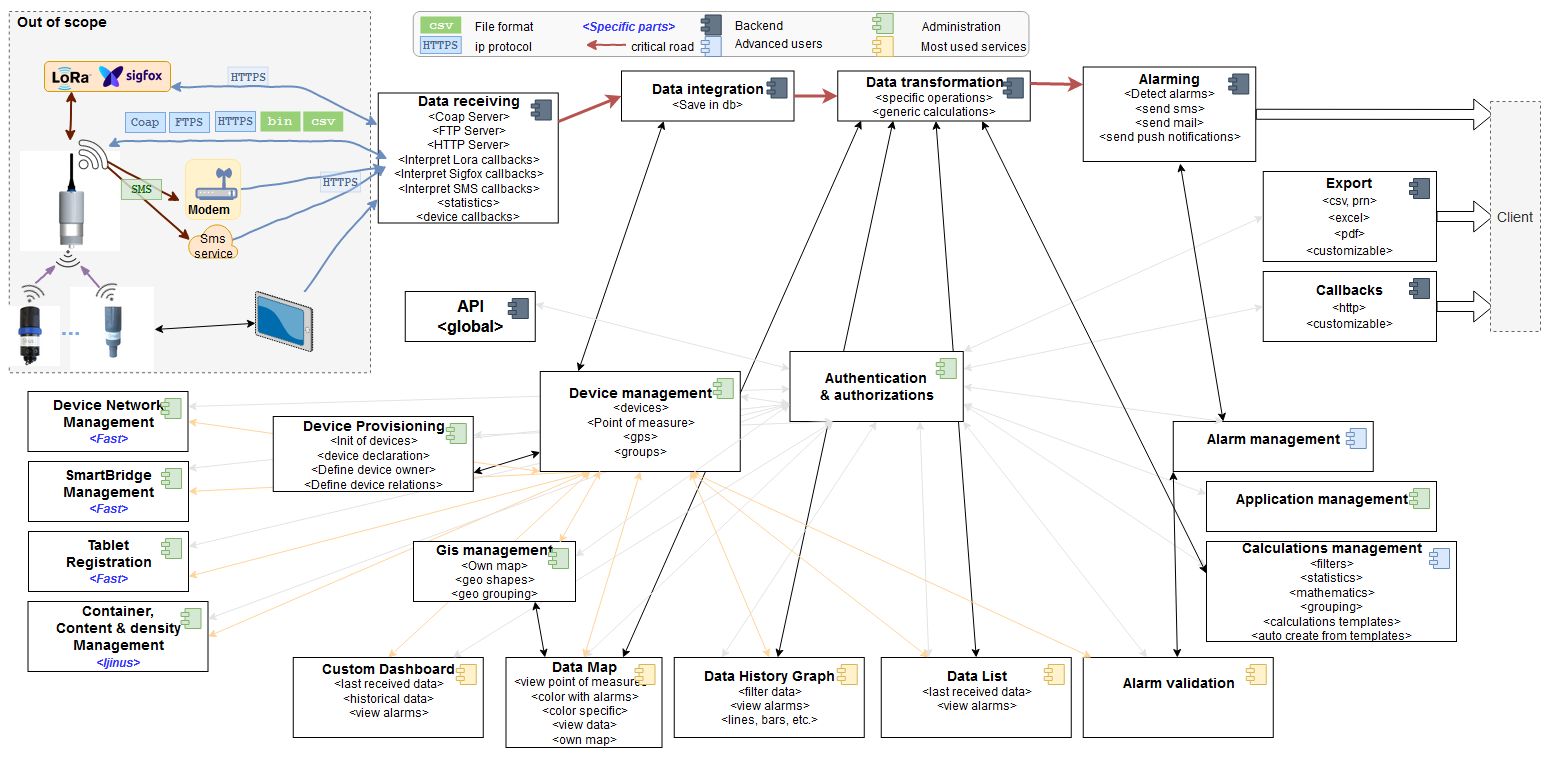 Out of scope
csv
File format
<Specific parts>
Backend
Administration
HTTPS
ip protocol
critical road
Advanced users
Most used services
LoRa
sigfox
HTTPS
Coap
FTPS
HTTPS
bin
csv
SMS
Modem
HTTPS
Sms
service
Data receiving
<Coap Server>
<FTP Server>
<HTTP Server>
<Interpret Lora callbacks>
<Interpret Sigfox callbacks>
<Interpret SMS callbacks>
<statistics>
<device callbacks>
Data integration
<Save in db>
Data transformation
<specific operations>
<generic calculations>
Alarming
<Detect alarms>
<send sms>
<send mail>
<send push notifications>
Export
<csv, prn>
<excel>
<pdf>
<customizable>
Client
Callbacks
<http>
<customizable>
API
<global>
Authentication
& authorizations
Device management
<devices>
<Point of measure>
<gps>
<groups>
Device Network
Management
<Fast>
Device Provisioning
<Init of devices>
<device declaration>
<Define device owner>
<Define device relations>
SmartBridge
Management
<Fast>
Tablet
Registration
<Fast>
Container,
Content & density
Management
<Ijinus>
Gis management
<Own map>
<geo shapes>
<geo grouping>
Alarm management
Application management
Calculations management
<filters>
<statistics>
<mathematics>
<grouping>
<calculations templates>
<auto create from templates>
Custom Dashboard
<last received data>
<historical data>
<view alarms>
Data Map
<view point of measure>
<color with alarms>
<color specific>
<view data>
<own map>
Data History Graph
<filter data>
<view alarms>
<lines, bars, etc.>
Data List
<last received data>
<view alarms>
Alarm validation